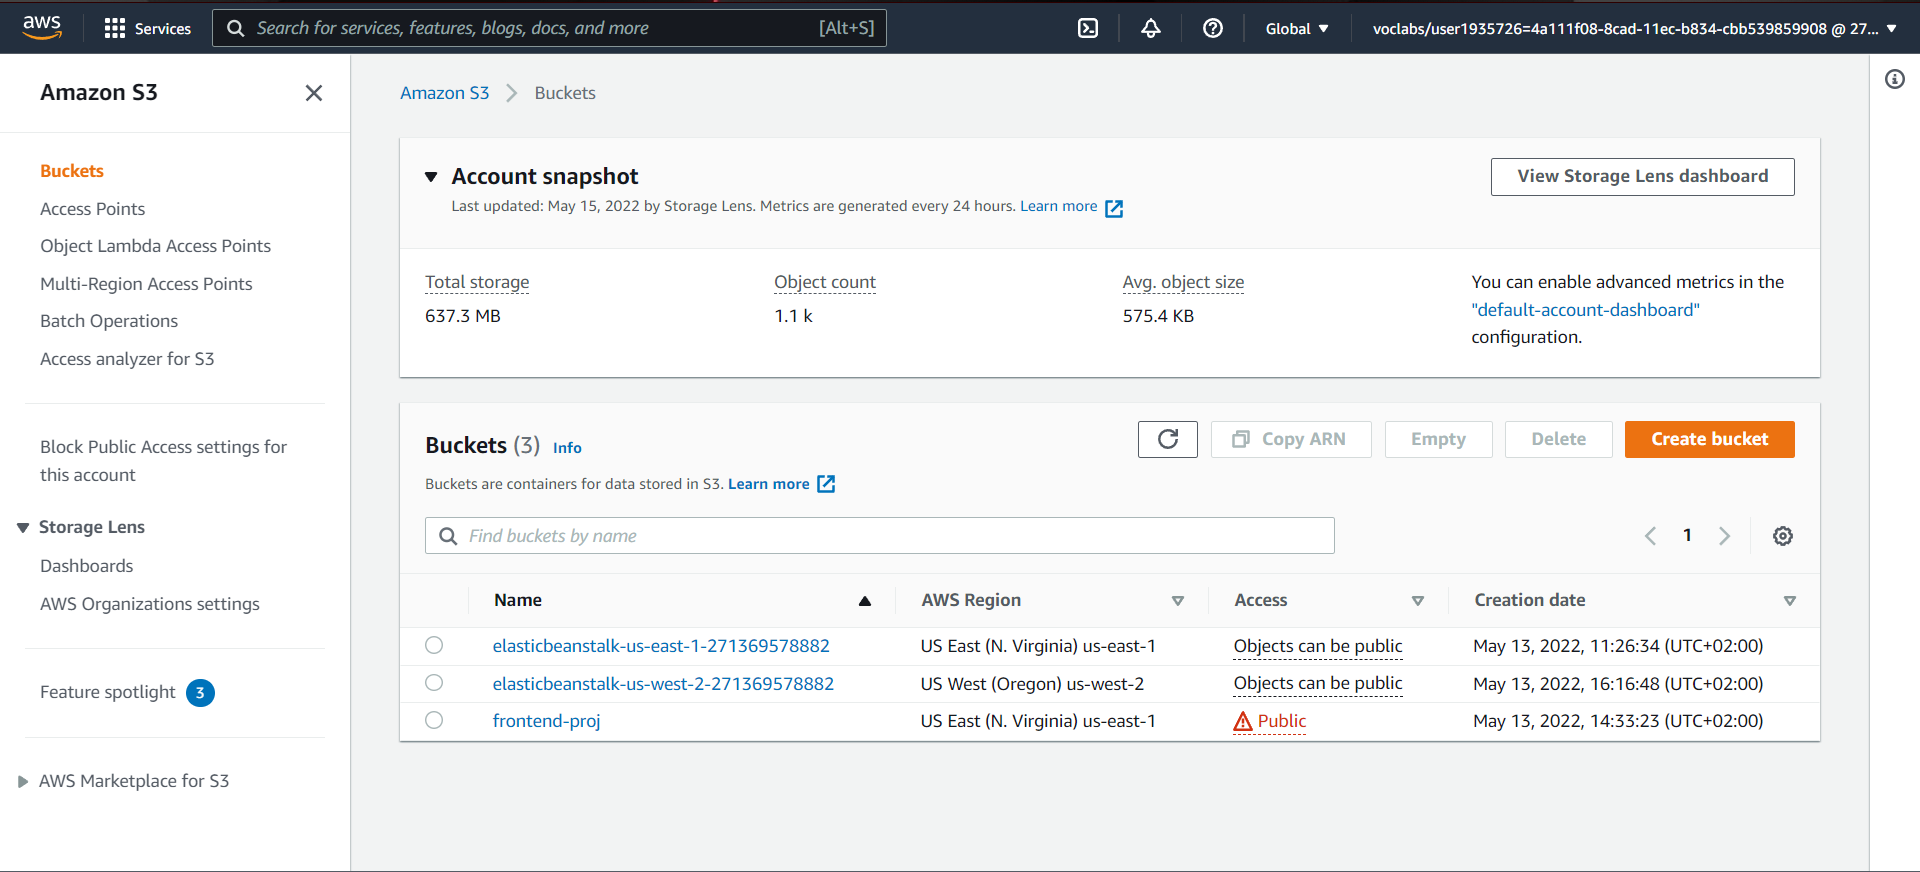 aws
Services
Search for services, features, blogs, docs, and more
[Alt+S]
Global
voclabs/user1935726=4a111f08-8cad-11ec-b834-cbb539859908 @ 27...
Amazon S3
Buckets
Access Points
Object Lambda Access Points
Multi-Region Access Points
Batch Operations
Access analyzer for S3
Block Public Access settings for
this account
Storage Lens
Dashboards
AWS Organizations settings
Feature spotlight 3
AWS Marketplace for S3
Amazon S3 > Buckets
Account snapshot
Last updated: May 15, 2022 by Storage Lens. Metrics are generated every 24 hours. Learn more
View Storage Lens dashboard
Total storage
637.3 MB
Object count
1.1 k
Avg. object size
575.4 KB
You can enable advanced metrics in the
"default-account-dashboard"
configuration.
Buckets (3) Info
Buckets are containers for data stored in S3. Learn more
Copy ARN
Empty
Delete
Create bucket
Find buckets by name
1
Name AWS Region Access Creation date
elasticbeanstalk-us-east-1-271369578882 US East (N. Virginia) us-east-1 Objects can be public May 13, 2022, 11:26:34 (UTC+02:00)
elasticbeanstalk-us-west-2-271369578882 US West (Oregon) us-west-2 Objects can be public May 13, 2022, 16:16:48 (UTC+02:00)
frontend-proj US East (N. Virginia) us-east-1 Public May 13, 2022, 14:33:23 (UTC+02:00)